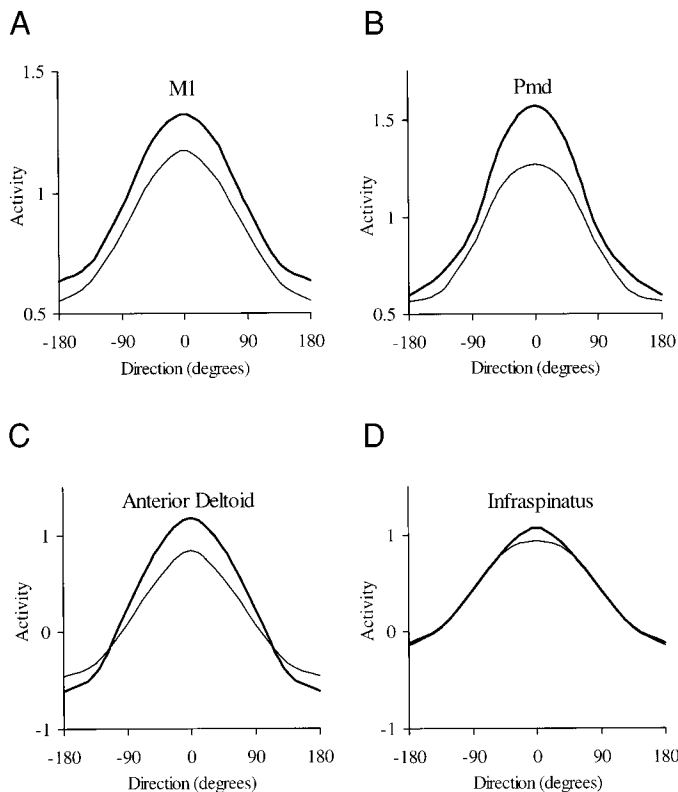 A
M1
1.5
1
0.5
Activity
-180 -90 0 90 180
Direction (degrees)
B
Pmd
1.5
1
0.5
Activity
-180 -90 0 90 180
Direction (degrees)
C
Anterior Deltoid
1
0
-1
Activity
-180 -90 0 90 180
Direction (degrees)
D
Infraspinatus
1
0
-1
Activity
-180 -90 0 90 180
Direction (degrees)